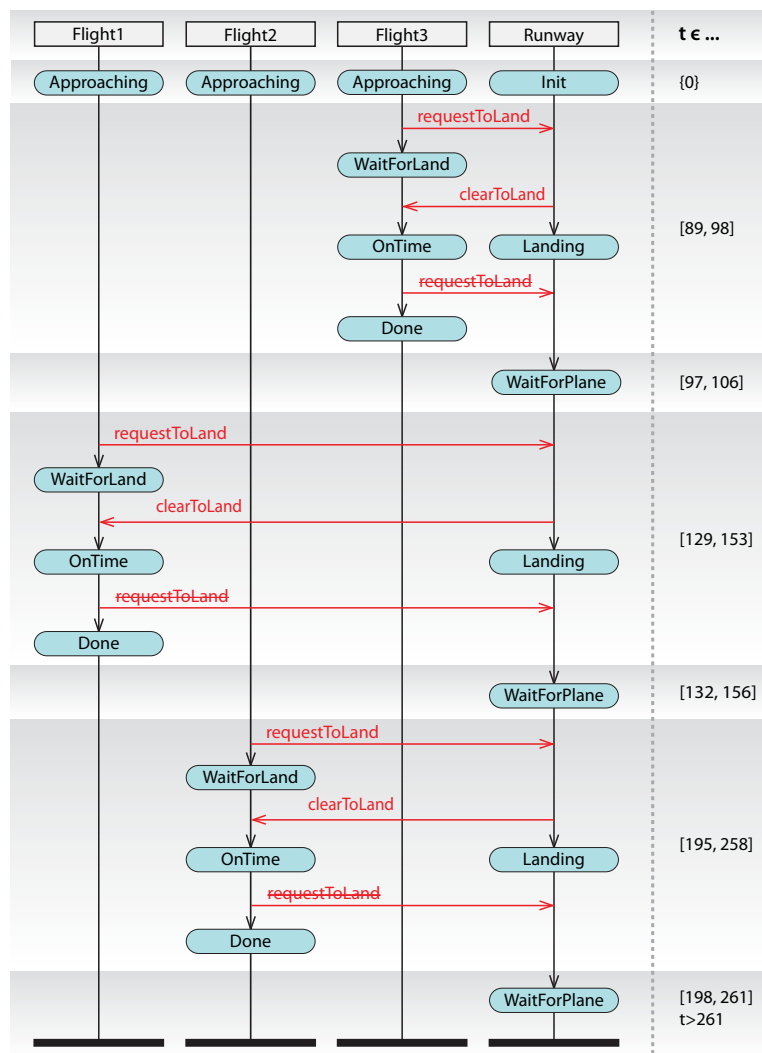 Flight1 Flight2 Flight3 Runway t ϵ ...
Approaching Approaching Approaching Init {0}
requestToLand
WaitForLand
clearToLand
[89, 98]
OnTime Landing
requestToLand
Done
WaitForPlane [97, 106]
requestToLand
WaitForLand
clearToLand
[129, 153]
OnTime Landing
requestToLand
Done
WaitForPlane [132, 156]
requestToLand
WaitForLand
clearToLand
[195, 258]
OnTime Landing
requestToLand
Done
WaitForPlane [198, 261]
t>261